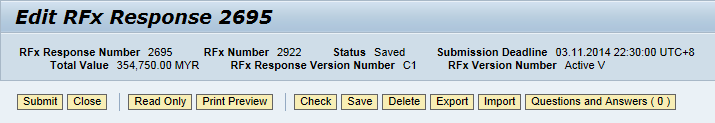 Edit RFx Response 2695
RFx Response Number 2695 RFx Number 2922 Status Saved Submission Deadline 03.11.2014 22:30:00 UTC+8
Total Value 354,750.00 MYR RFx Response Version Number C1 RFx Version Number Active V
Submit Close Read Only Print Preview Check Save Delete Export Import Questions and Answers ( 0 )